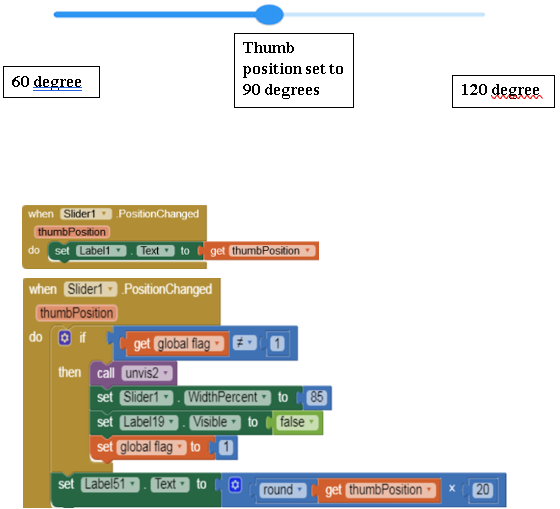 Thumb
position set to
90 degrees
60 degree
120 degree
when Slider1 .PositionChanged
thumbPosition
do set Label1 . Text to get thumbPosition
when Slider1 .PositionChanged
thumbPosition
do if get global flag ≠ 1
then call unvis2
set Slider1 . WidthPercent to 85
set Label19 . Visible to false
set global flag to 1
set Label51 . Text to round get thumbPosition × 20